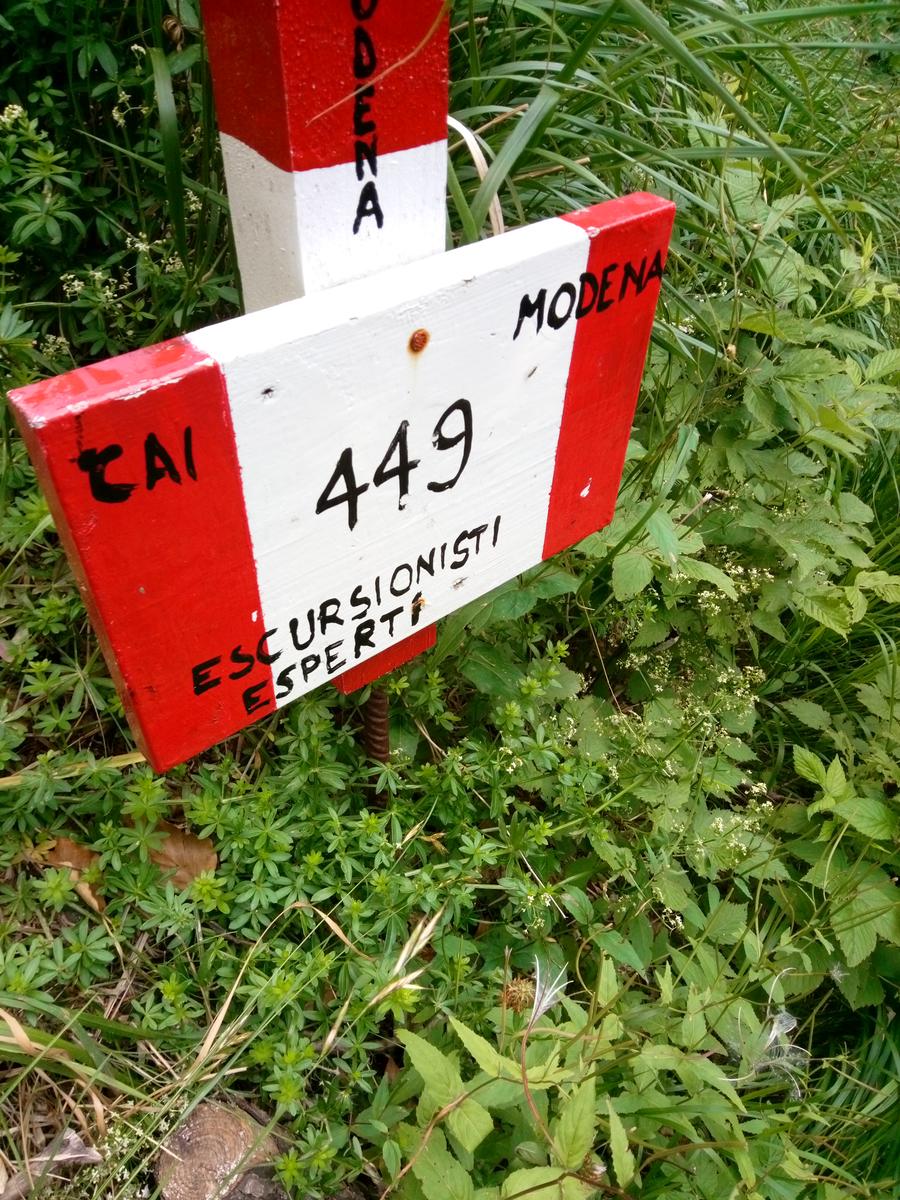 ODENA
CAI
MODENA
449
ESCURSIONISTI
ESPERTI